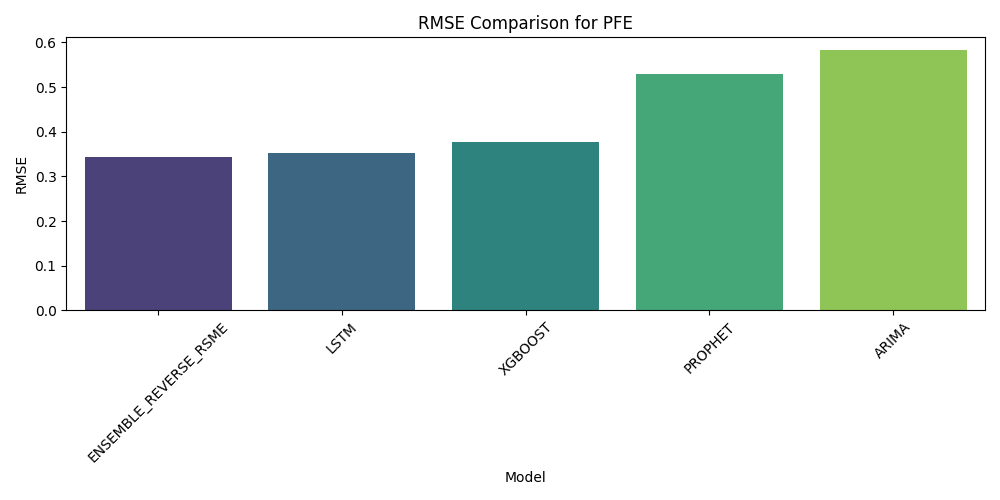 RMSE Comparison for PFE
RMSE
0.6
0.5
0.4
0.3
0.2
0.1
0.0
ENSEMBLE_REVERSE_RSME
LSTM
XGBOOST
PROPHET
ARIMA
Model